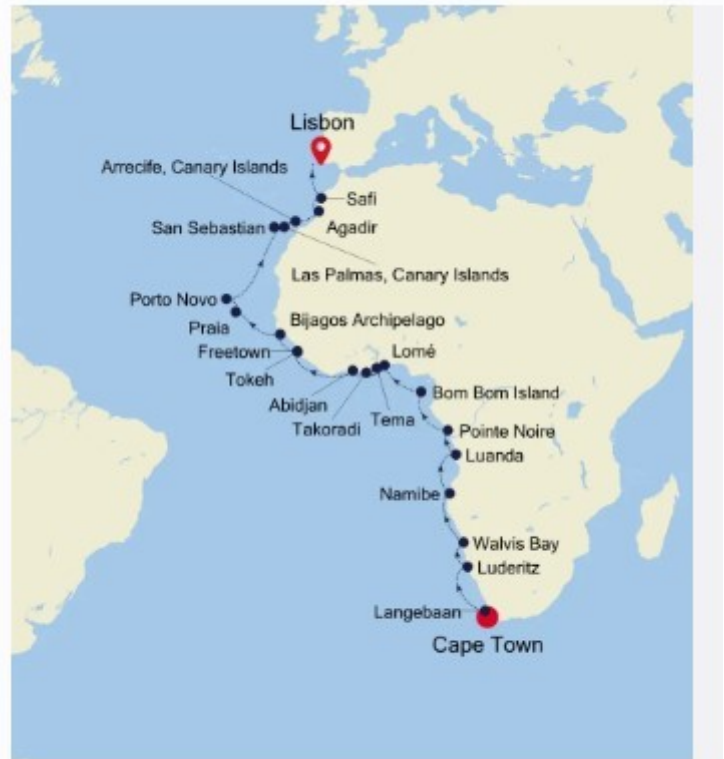 Lisbon
Arrecife, Canary Islands
Safi
San Sebastian
Agadir
Las Palmas, Canary Islands
Porto Novo
Praia
Bijagos Archipelago
Freetown
Lomé
Tokeh
Bom Bom Island
Abidjan
Tema
Takoradi
Pointe Noire
Luanda
Namibe
Walvis Bay
Luderitz
Langebaan
Cape Town